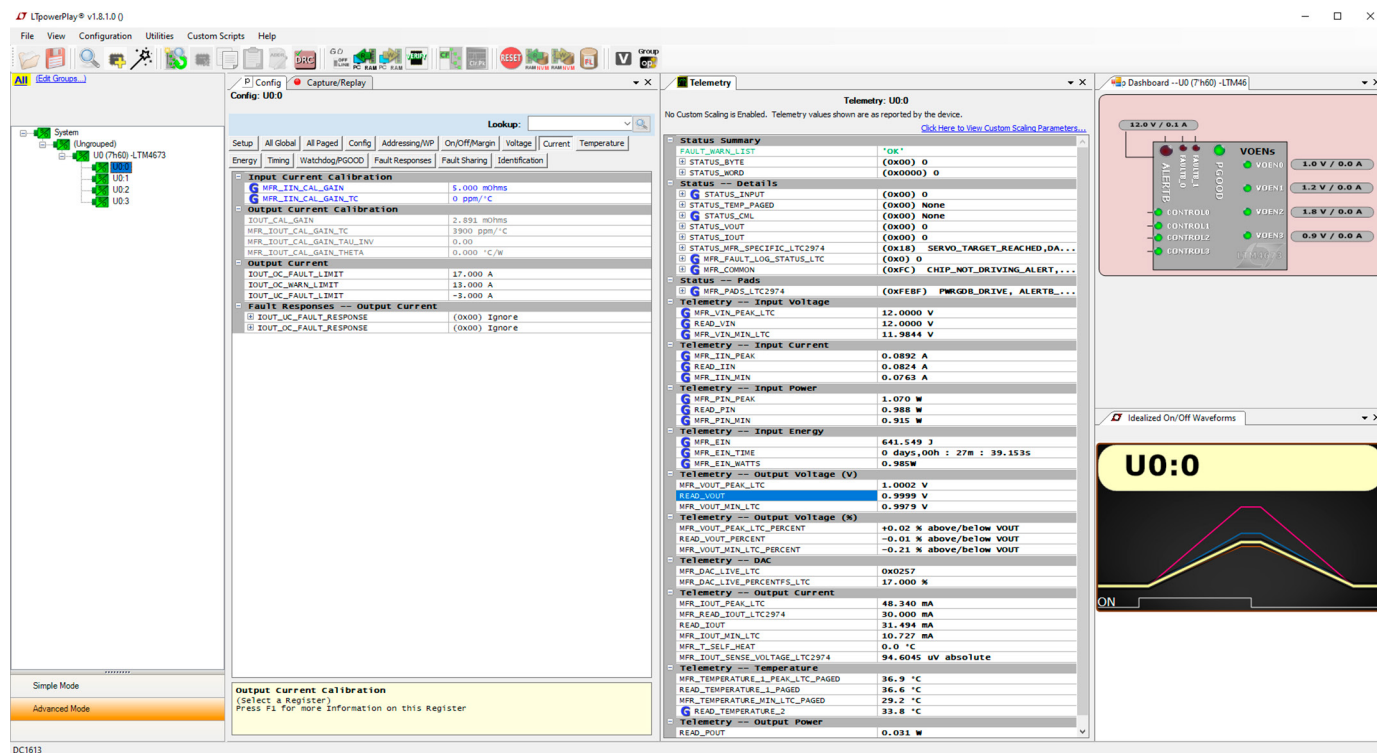 LTpowerPlay® v1.8.1.0 ()
File View Configuration Utilities Custom Scripts Help
All (Edit Groups...)
System
(Ungrouped)
U0 (7'h60) -LTM4673
U0:0
U0:1
U0:2
U0:3
Simple Mode
Advanced Mode
DC1613
Config Capture/Replay
Config: U0:0
Lookup:
Setup All Global All Paged Config Addressing/WP On/Off/Margin Voltage Current Temperature
Energy Timing Watchdog/PGOOD Fault Responses Fault Sharing Identification
Input Current Calibration
G MFR_IIN_CAL_GAIN 5.000 mOhms
G MFR_IIN_CAL_GAIN_TC 0 ppm/°C
Output Current Calibration
IOUT_CAL_GAIN 2.891 mOhms
MFR_IOUT_CAL_GAIN_TC 3900 ppm/°C
MFR_IOUT_CAL_GAIN_TAU_INV 0.00
MFR_IOUT_CAL_GAIN_THETA 0.000 °C/W
Output Current
IOUT_OC_FAULT_LIMIT 17.000 A
IOUT_OC_WARN_LIMIT 13.000 A
IOUT_UC_FAULT_LIMIT -3.000 A
Fault Responses -- Output Current
IOUT_UC_FAULT_RESPONSE (0x00) Ignore
IOUT_OC_FAULT_RESPONSE (0x00) Ignore
Output Current Calibration
(Select a Register)
Press F1 for more Information on this Register
Telemetry
Telemetry: U0:0
No Custom Scaling is Enabled. Telemetry values shown are as reported by the device.
Click Here to View Custom Scaling Parameters...
Status Summary
FAULT_WARN_LIST "OK"
STATUS_BYTE (0x00) 0
STATUS_WORD (0x0000) 0
Status -- Details
G STATUS_INPUT (0x00) 0
STATUS_TEMP_PAGED (0x00) None
G STATUS_CML (0x00) None
STATUS_VOUT (0x00) 0
STATUS_IOUT (0x00) 0
STATUS_MFR_SPECIFIC_LTC2974 (0x18) SERVO_TARGET_REACHED,DA...
G MFR_FAULT_LOG_STATUS_LTC (0x0) 0
G MFR_COMMON (0xFC) CHIP_NOT_DRIVING_ALERT,...
Status -- Pads
G MFR_PADS_LTC2974 (0xFEBF) PWRGDB_DRIVE, ALERTB_...
Telemetry -- Input Voltage
G MFR_VIN_PEAK_LTC 12.0000 V
G READ_VIN 12.0000 V
G MFR_VIN_MIN_LTC 11.9844 V
Telemetry -- Input Current
G MFR_IIN_PEAK 0.0892 A
G READ_IIN 0.0824 A
G MFR_IIN_MIN 0.0763 A
Telemetry -- Input Power
G MFR_PIN_PEAK 1.070 W
G READ_PIN 0.988 W
G MFR_PIN_MIN 0.915 W
Telemetry -- Input Energy
G MFR_EIN 641.549 J
G MFR_EIN_TIME 0 days,00h : 27m : 39.153s
G MFR_EIN_WATTS 0.985W
Telemetry -- Output Voltage (V)
MFR_VOUT_PEAK_LTC 1.0002 V
READ_VOUT 0.9999 V
MFR_VOUT_MIN_LTC 0.9979 V
Telemetry -- Output Voltage (%)
MFR_VOUT_PEAK_LTC_PERCENT +0.02 % above/below VOUT
READ_VOUT_PERCENT -0.01 % above/below VOUT
MFR_VOUT_MIN_LTC_PERCENT -0.21 % above/below VOUT
Telemetry -- DAC
MFR_DAC_LIVE_LTC 0x0257
MFR_DAC_LIVE_PERCENTFS_LTC 17.000 %
Telemetry -- Output Current
MFR_IOUT_PEAK_LTC 48.340 mA
MFR_READ_IOUT_LTC2974 30.000 mA
READ_IOUT 31.494 mA
MFR_IOUT_MIN_LTC 10.727 mA
MFR_T_SELF_HEAT 0.0 °C
MFR_IOUT_SENSE_VOLTAGE_LTC2974 94.6045 uV absolute
Telemetry -- Temperature
MFR_TEMPERATURE_1_PEAK_LTC_PAGED 36.9 °C
READ_TEMPERATURE_1_PAGED 36.6 °C
MFR_TEMPERATURE_MIN_LTC_PAGED 29.2 °C
G READ_TEMPERATURE_2 33.8 °C
Telemetry -- Output Power
READ_POUT 0.031 W
Dashboard --U0 (7'h60) -LTM46
12.0 V / 0.1 A
ALERTB
FAULTB_0
FAULTB_1
PGOOD
VOENs
VOEN0 1.0 V / 0.0 A
VOEN1 1.2 V / 0.0 A
VOEN2 1.8 V / 0.0 A
VOEN3 0.9 V / 0.0 A
CONTROL0
CONTROL1
CONTROL2
CONTROL3
Idealized On/Off Waveforms
U0:0
ON